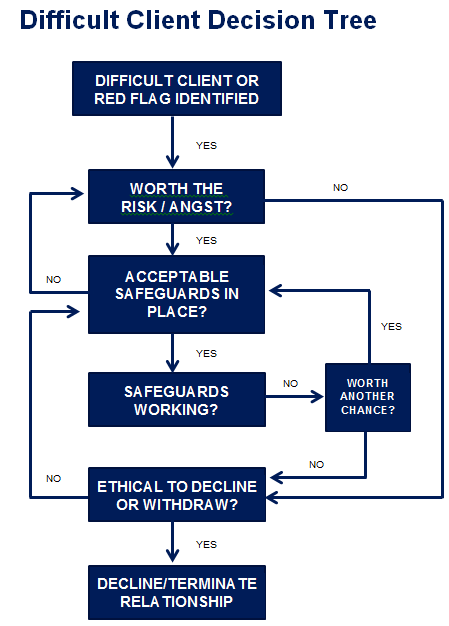 Difficult Client Decision Tree
DIFFICULT CLIENT OR
RED FLAG IDENTIFIED
YES
WORTH THE
RISK / ANGST?
NO
YES
NO
ACCEPTABLE
SAFEGUARDS IN
PLACE?
YES
YES
SAFEGUARDS
WORKING?
NO
WORTH
ANOTHER
CHANCE?
NO
NO
ETHICAL TO DECLINE
OR WITHDRAW?
YES
DECLINE/TERMINATE
RELATIONSHIP